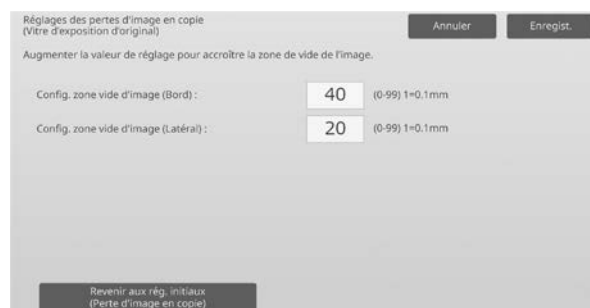 Réglages des pertes d'image en copie
(Vitre d'exposition d'original)
Annuler
Enregist.
Augmenter la valeur de réglage pour accroître la zone de vide de l'image.
Config. zone vide d'image (Bord) : 40 (0-99) 1=0.1mm
Config. zone vide d'image (Latéral) : 20 (0-99) 1=0.1mm
Revenir aux rég. initiaux
(Perte d'image en copie)